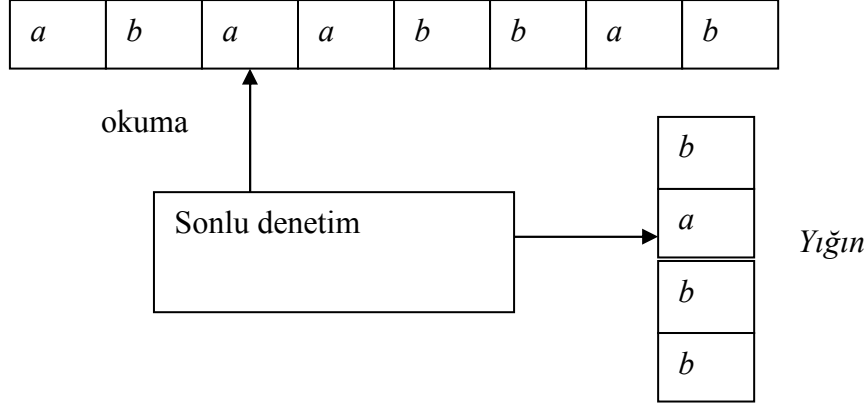 a b a a b b a b
okuma
b
Sonlu denetim
a
Yığın
b
b